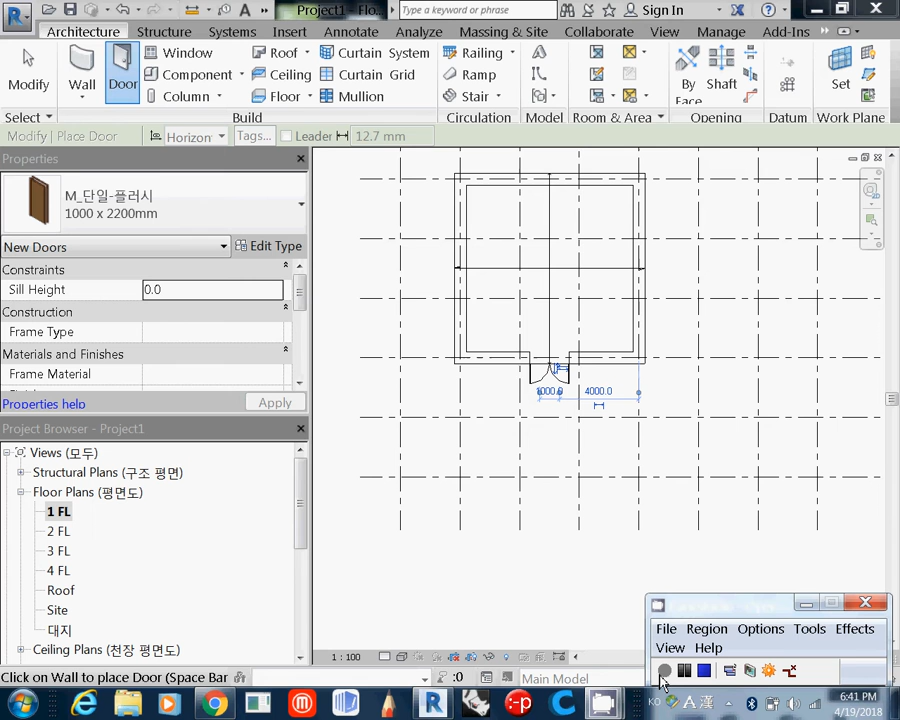 Project1 - Flo...
Type a keyword or phrase
Sign In
Architecture Structure Systems Insert Annotate Analyze Massing & Site Collaborate View Manage Add-Ins
Modify Wall Door Window Roof Curtain System Railing
Component Ceiling Curtain Grid Ramp By Shaft Set
Column Floor Mullion Stair Face
Select Build Circulation Model Room & Area Opening Datum Work Plane
Modify | Place Door Horizon Tags... Leader 12.7 mm
Properties
M_단일-플러시
1000 x 2200mm
New Doors Edit Type
Constraints
Sill Height 0.0
Construction
Frame Type
Materials and Finishes
Frame Material
Properties help Apply
1000.0 4000.0
Project Browser - Project1
Views (모두)
Structural Plans (구조 평면)
Floor Plans (평면도)
1 FL
2 FL
3 FL
4 FL
Roof
Site
대지
Ceiling Plans (천장 평면도)
File Region Options Tools Effects
View Help
1 : 100
Click on Wall to place Door (Space Bar :0 Main Model
KO A 漢 6:41 PM
4/19/2018